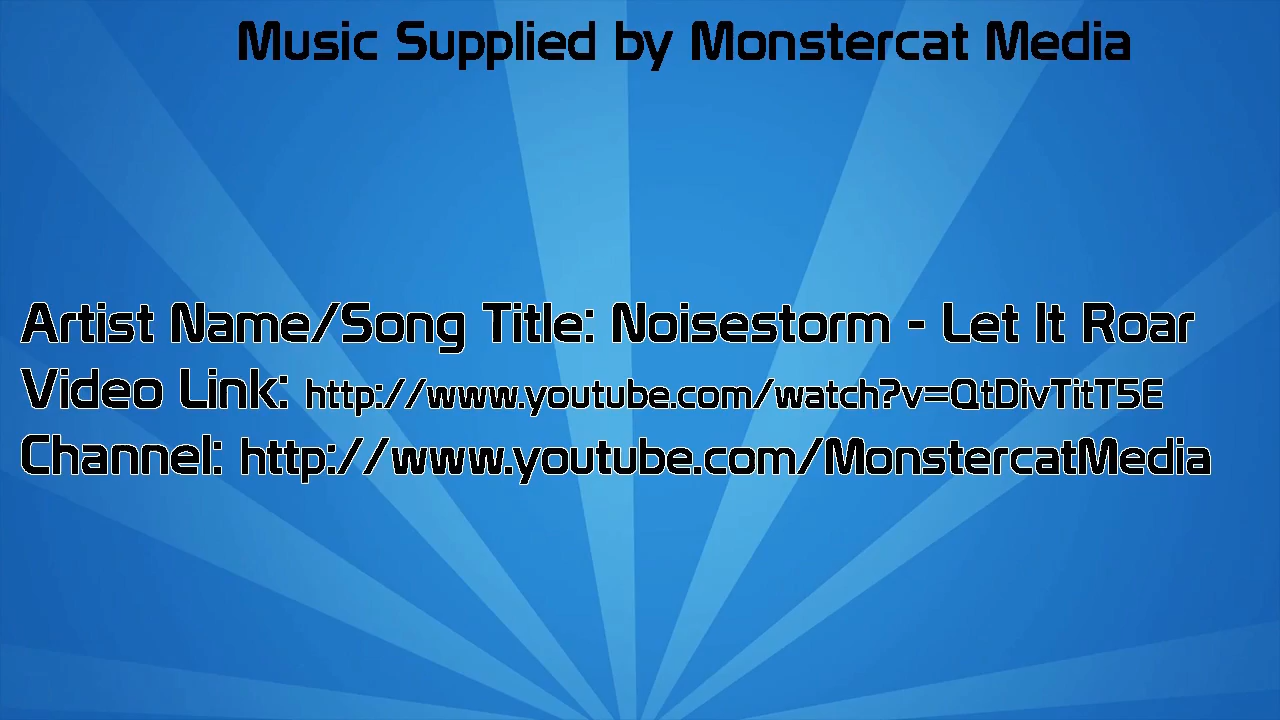 Music Supplied by Monstercat Media
Artist Name/Song Title: Noisestorm - Let It Roar
Video Link: http://www.youtube.com/watch?v=QtDivTitT5E
Channel: http://www.youtube.com/MonstercatMedia